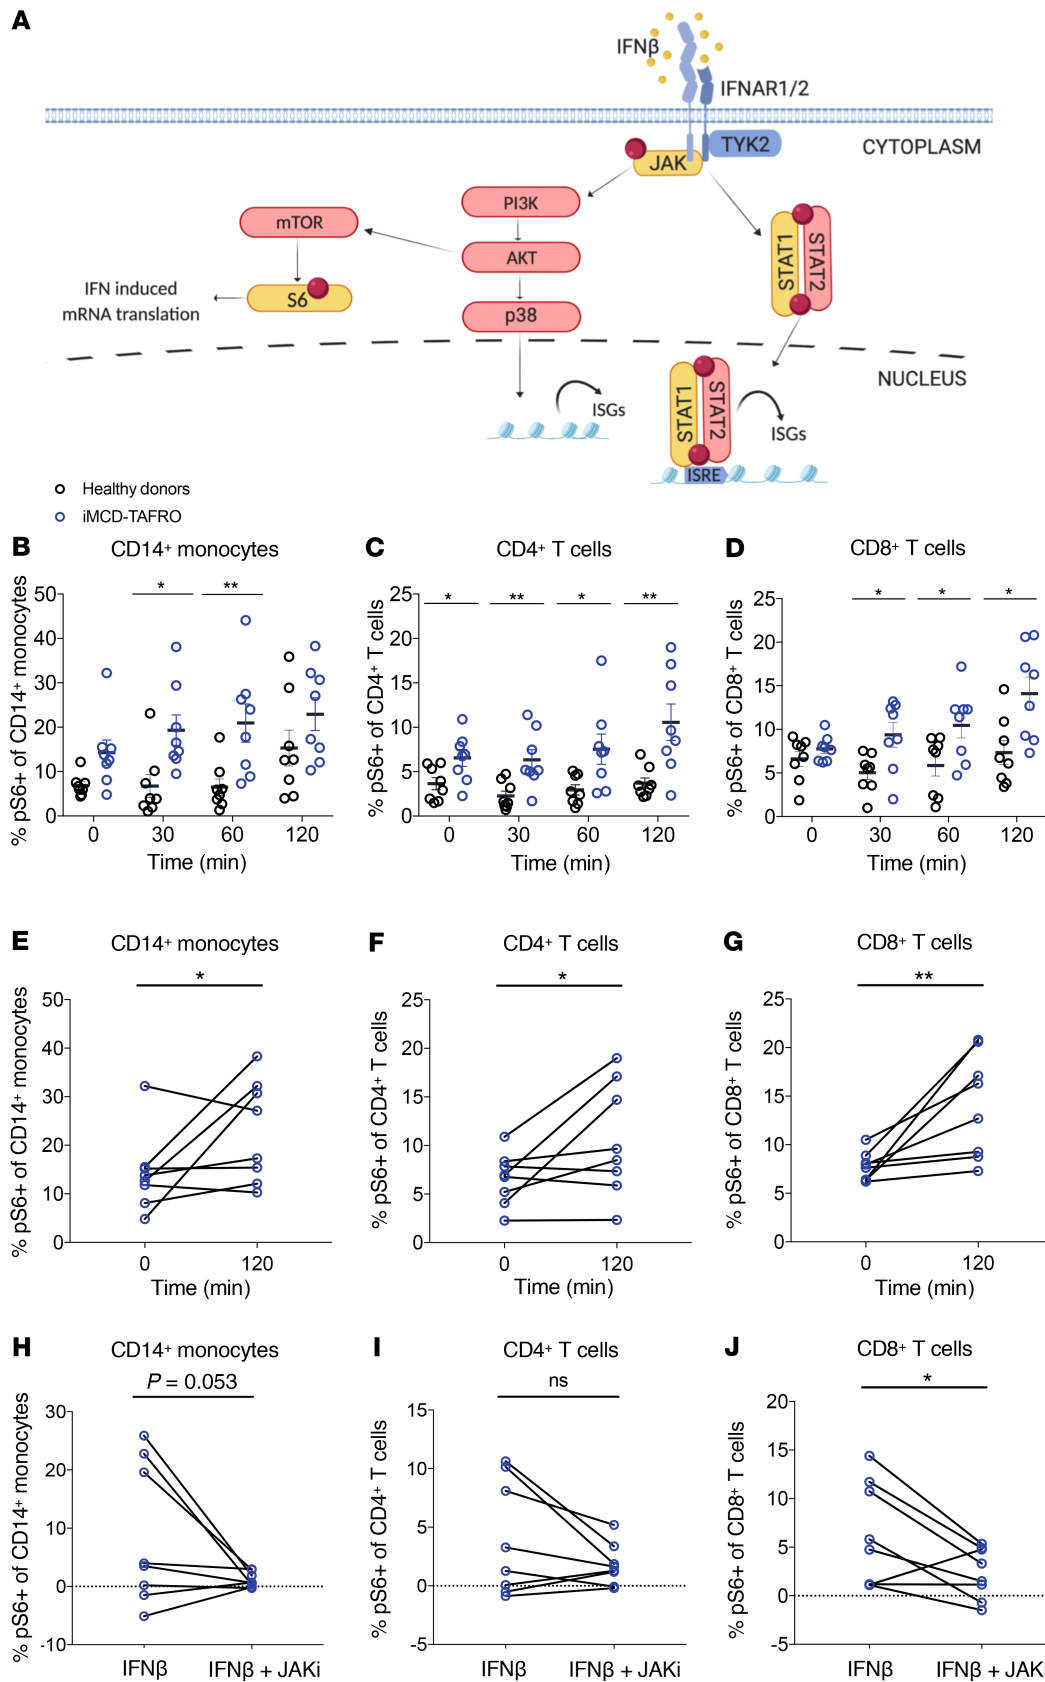 A
IFNβ
IFNAR1/2
TYK2
CYTOPLASM
JAK
PI3K
mTOR
STAT1
STAT2
AKT
IFN induced
mRNA translation
S6
p38
NUCLEUS
ISGs
STAT1
STAT2
ISGs
ISRE
Healthy donors
iMCD-TAFRO
B
CD14+ monocytes
% pS6+ of CD14+ monocytes
50
40
30
20
10
0
*
**
0 30 60 120
Time (min)
C
CD4+ T cells
% pS6+ of CD4+ T cells
25
20
15
10
5
0
*
**
*
**
0 30 60 120
Time (min)
D
CD8+ T cells
% pS6+ of CD8+ T cells
25
20
15
10
5
0
*
*
*
0 30 60 120
Time (min)
E
CD14+ monocytes
*
% pS6+ of CD14+ monocytes
50
40
30
20
10
0
0 120
Time (min)
F
CD4+ T cells
*
% pS6+ of CD4+ T cells
25
20
15
10
5
0
0 120
Time (min)
G
CD8+ T cells
**
% pS6+ of CD8+ T cells
25
20
15
10
5
0
0 120
Time (min)
H
CD14+ monocytes
P = 0.053
% pS6+ of CD14+ monocytes
30
20
10
0
-10
IFNβ IFNβ + JAKi
I
CD4+ T cells
ns
% pS6+ of CD4+ T cells
15
10
5
0
-5
IFNβ IFNβ + JAKi
J
CD8+ T cells
*
% pS6+ of CD8+ T cells
20
15
10
5
0
-5
IFNβ IFNβ + JAKi